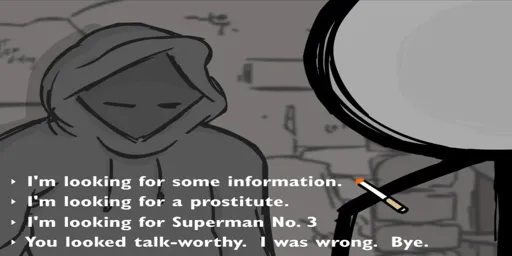 I'm looking for some information.
I'm looking for a prostitute.
I'm looking for Superman No. 3
You looked talk-worthy. I was wrong. Bye.